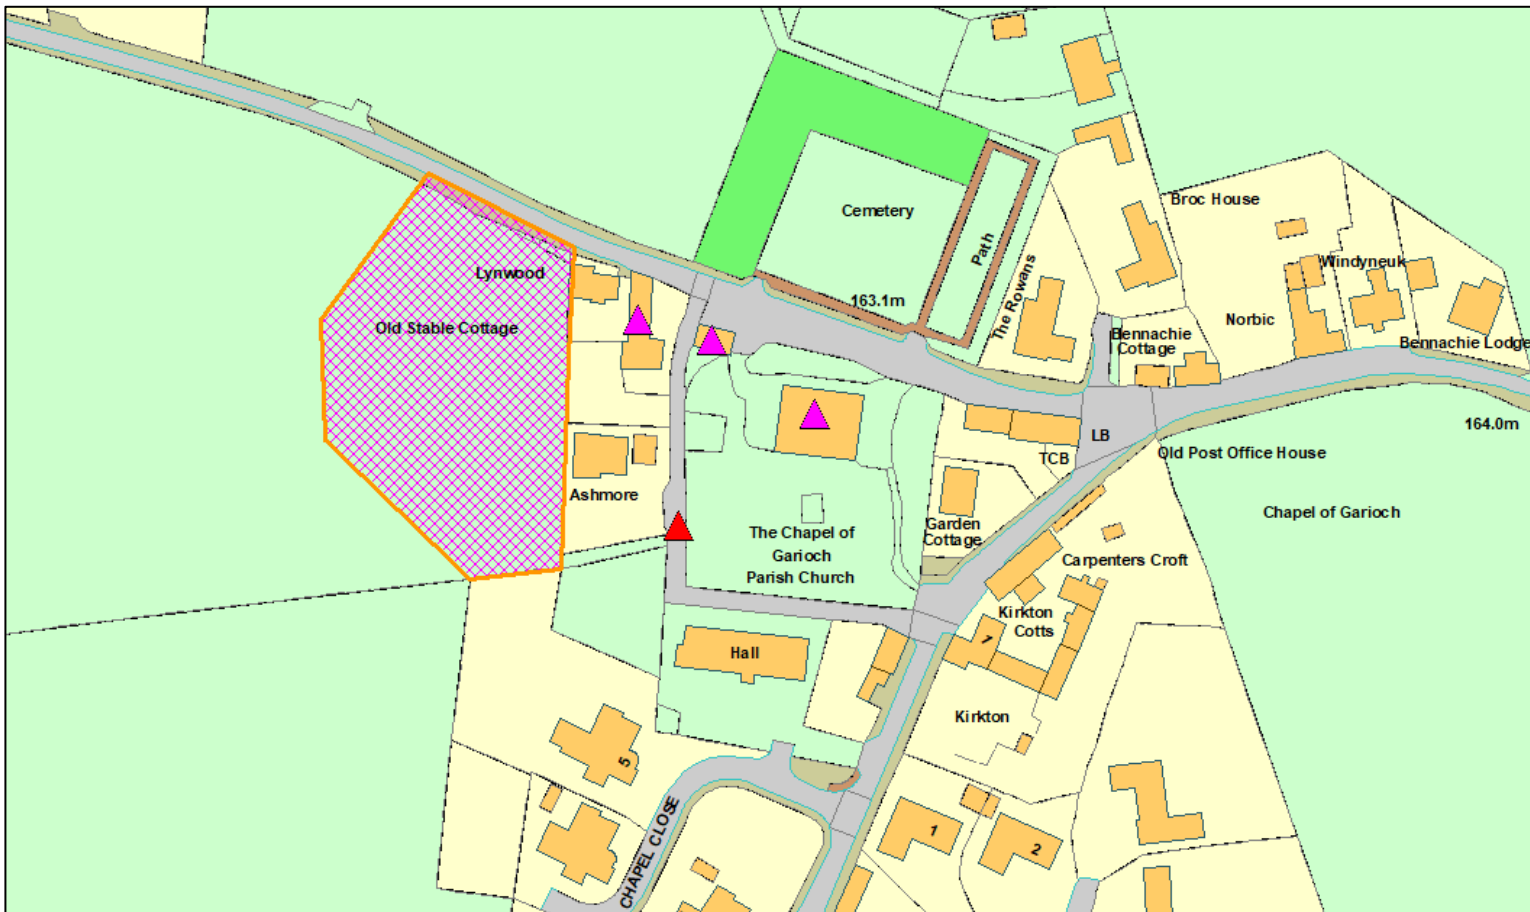 Cemetery
Path
Broc House
Lynwood
Windyneuk
163.1m
The Rowans
Old Stable Cottage
Norbic
Bennachie
Cottage
Bennachie Lodge
164.0m
LB
TCB
Old Post Office House
Ashmore
Chapel of Garioch
Garden
Cottage
The Chapel of
Garioch
Parish Church
Carpenters Croft
Kirkton
Cotts
1
Hall
Kirkton
5
CHAPEL CLOSE
1
2